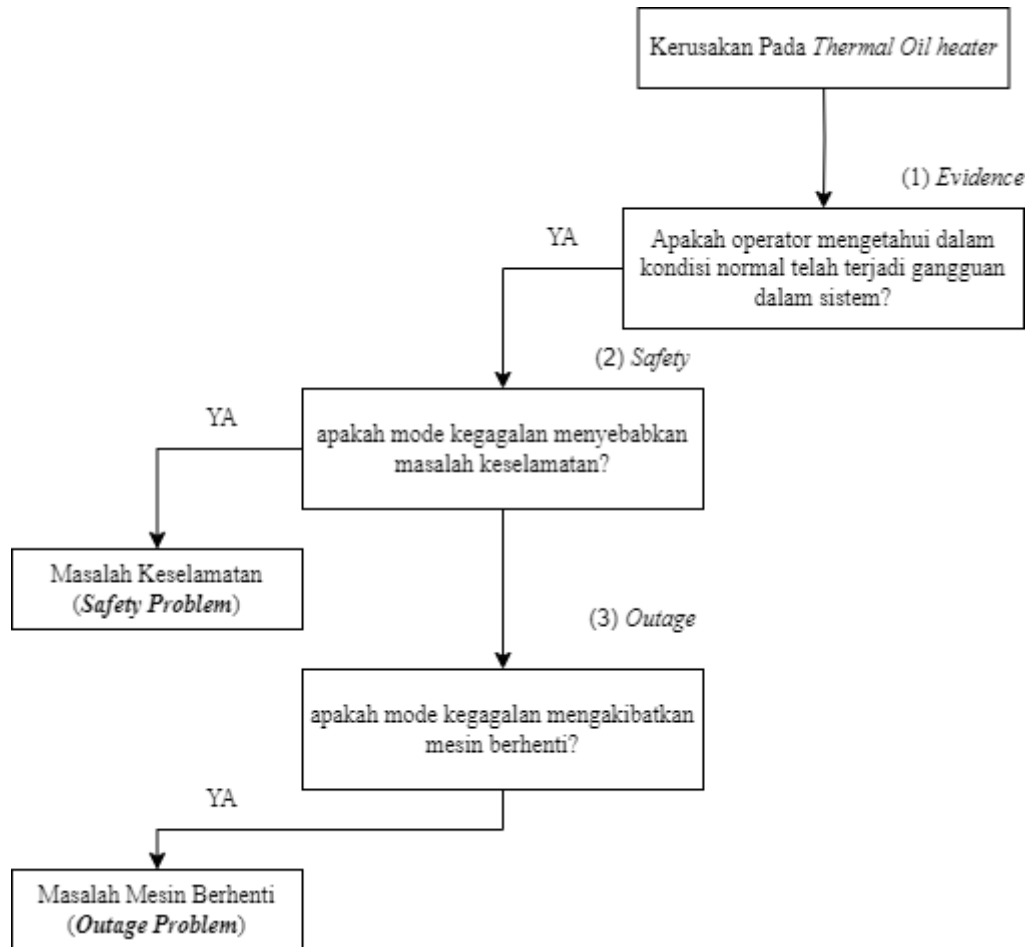 Kerusakan Pada Thermal Oil heater
(1) Evidence
Apakah operator mengetahui dalam
kondisi normal telah terjadi gangguan
dalam sistem?
YA
(2) Safety
apakah mode kegagalan menyebabkan
masalah keselamatan?
YA
Masalah Keselamatan
(Safety Problem)
(3) Outage
apakah mode kegagalan mengakibatkan
mesin berhenti?
YA
Masalah Mesin Berhenti
(Outage Problem)